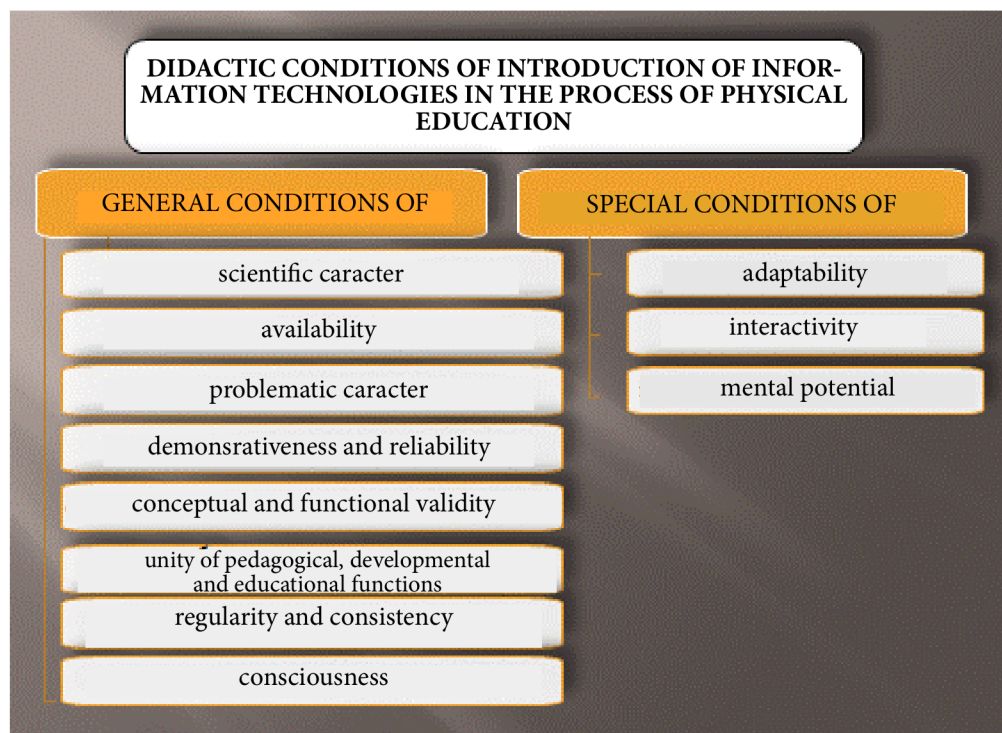 DIDACTIC CONDITIONS OF INTRODUCTION OF INFOR-
MATION TECHNOLOGIES IN THE PROCESS OF PHYSICAL
EDUCATION
GENERAL CONDITIONS OF
scientific caracter
availability
problematic caracter
demonsrativeness and reliability
conceptual and functional validity
unity of pedagogical, developmental
and educational functions
regularity and consistency
consciousness
SPECIAL CONDITIONS OF
adaptability
interactivity
mental potential